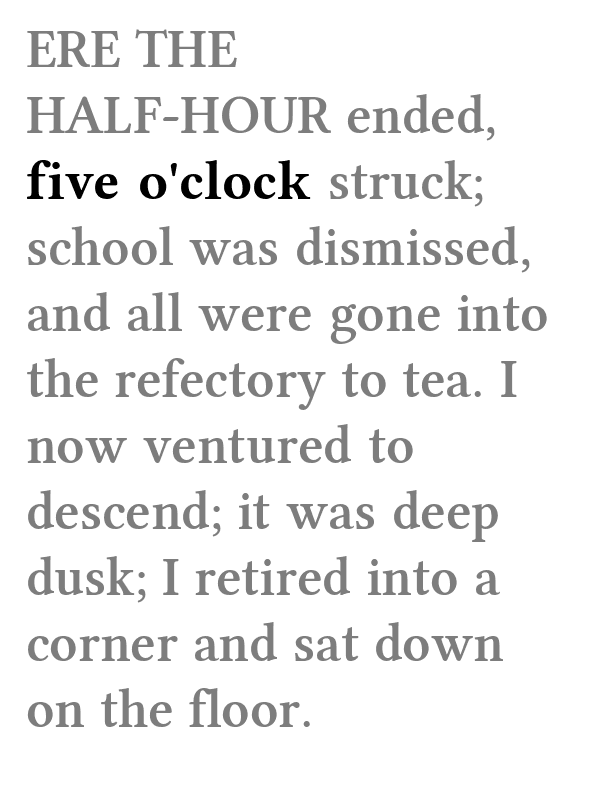 ERE THE
HALF-HOUR ended,
five o'clock struck;
school was dismissed,
and all were gone into
the refectory to tea. I
now ventured to
descend; it was deep
dusk; I retired into a
corner and sat down
on the floor.